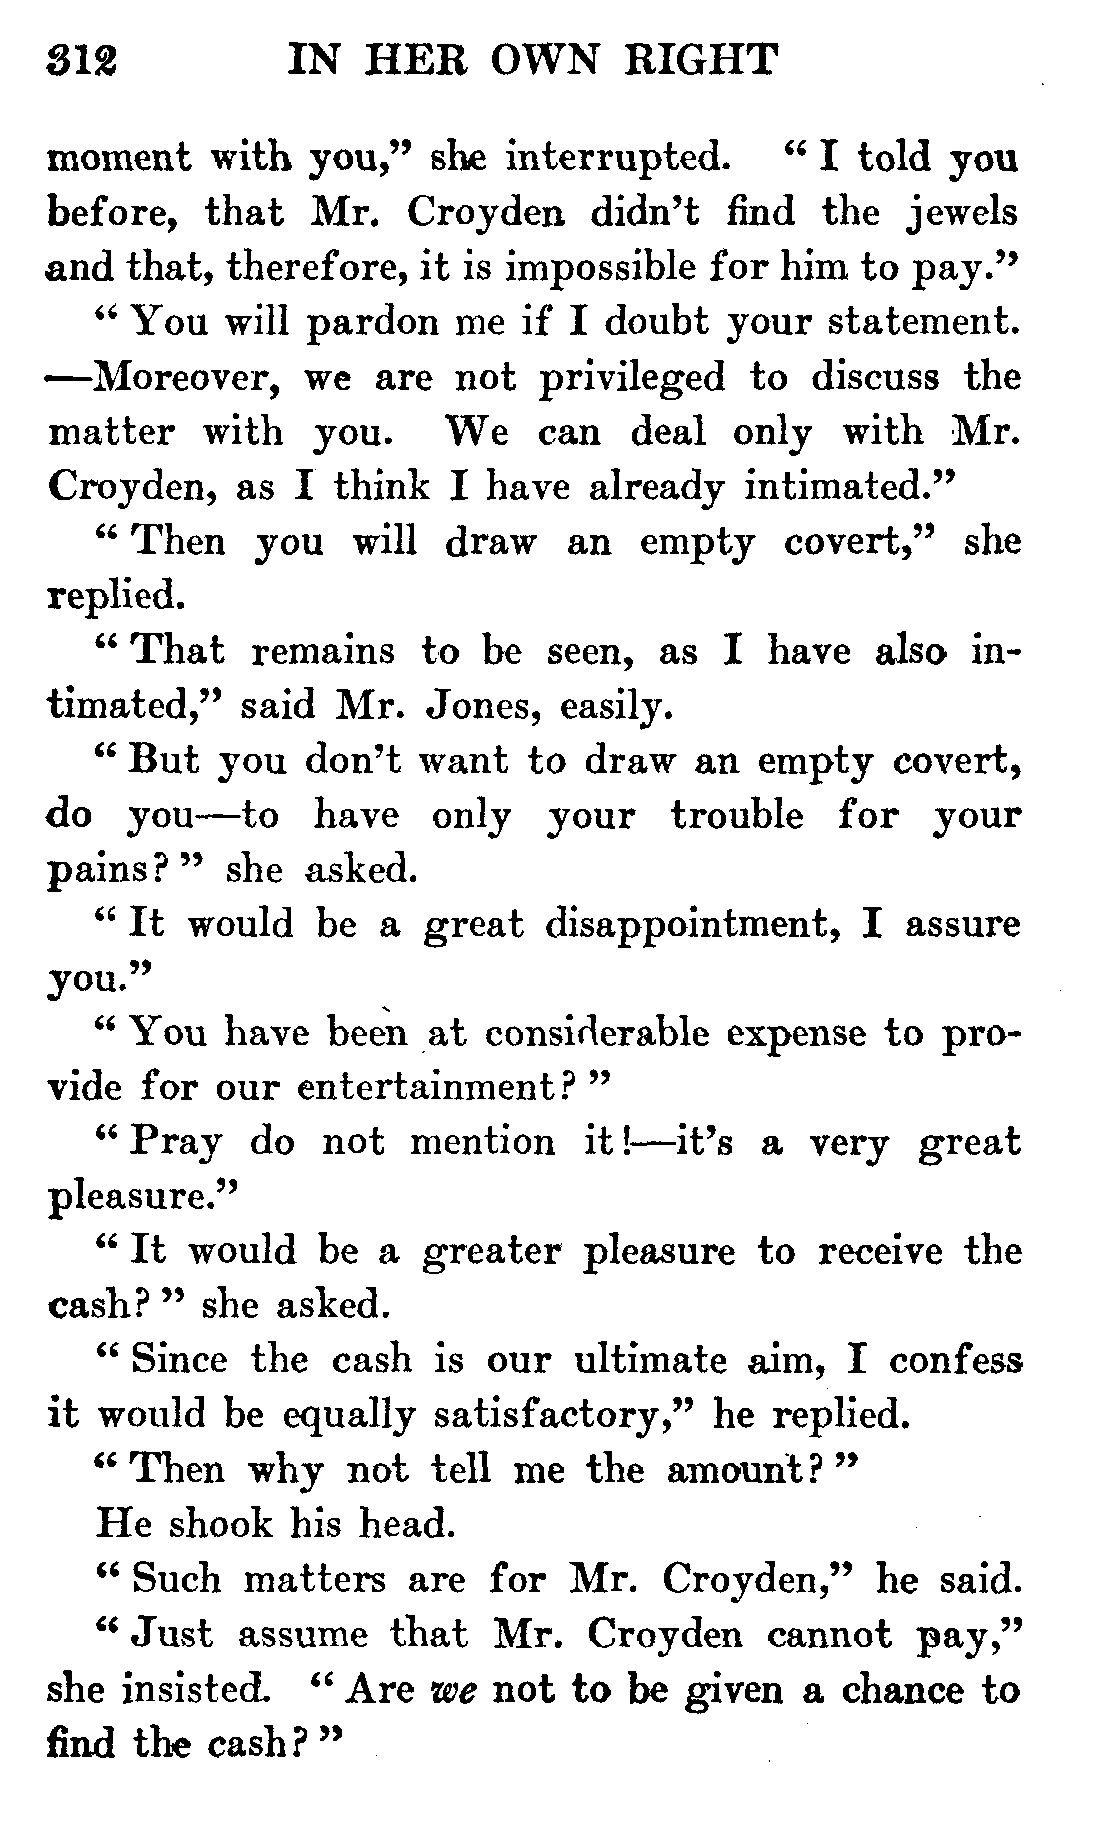 312 IN HER OWN RIGHT
moment with you,” she interrupted. “ I told you
before, that Mr. Croyden didn’t find the jewels
and that, therefore, it is impossible for him to pay.”
“ You will pardon me if I doubt your statement.
—Moreover, we are not privileged to discuss the
matter with you. We can deal only with Mr.
Croyden, as I think I have already intimated.”
“ Then you will draw an empty covert,” she
replied.
“ That remains to be seen, as I have also in-
timated,” said Mr. Jones, easily.
“ But you don’t want to draw an empty covert,
do you—to have only your trouble for your
pains? ” she asked.
“ It would be a great disappointment, I assure
you.”
“ You have been at considerable expense to pro-
vide for our entertainment? ”
“ Pray do not mention it!—it’s a very great
pleasure.”
“ It would be a greater pleasure to receive the
cash? ” she asked.
“ Since the cash is our ultimate aim, I confess
it would be equally satisfactory,” he replied.
“ Then why not tell me the amount? ”
He shook his head.
“ Such matters are for Mr. Croyden,” he said.
“ Just assume that Mr. Croyden cannot pay,”
she insisted. “ Are we not to be given a chance to
find the cash? ”